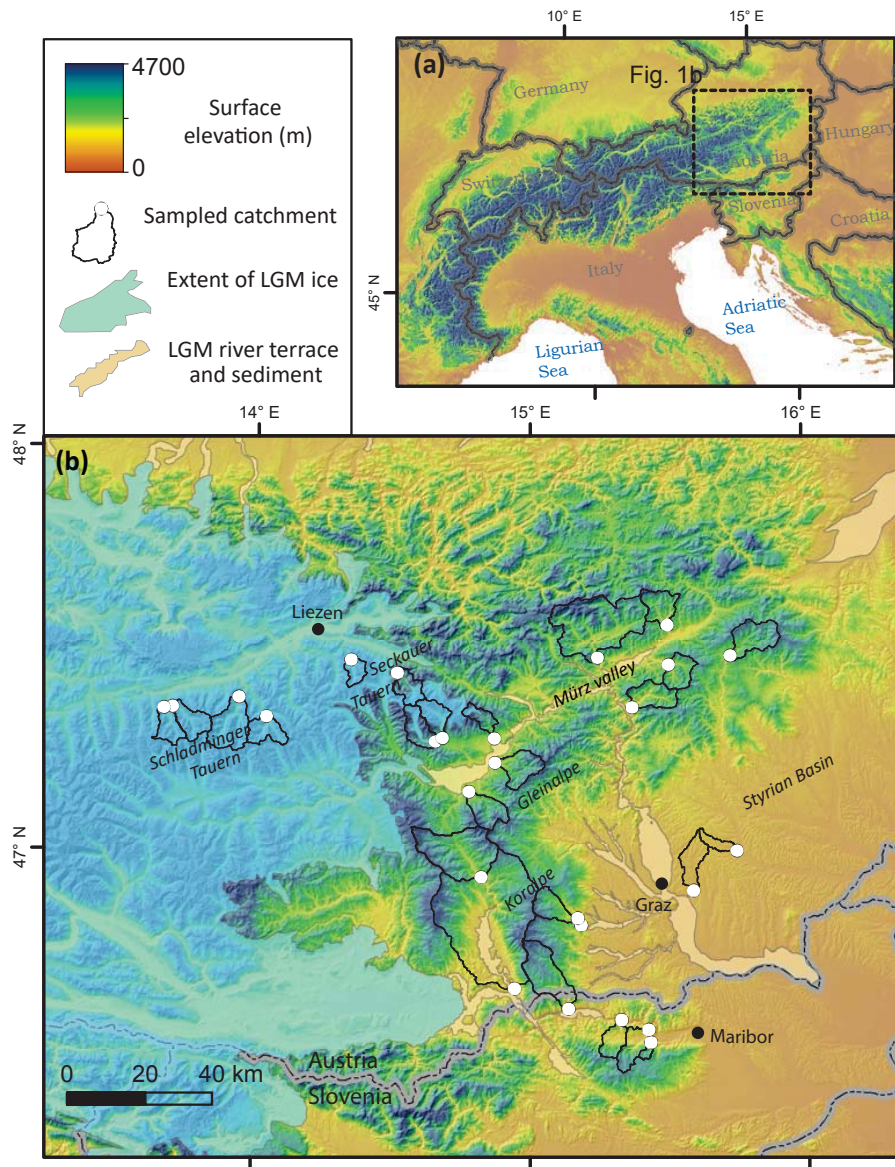 4700
0
Surface
elevation (m)
Sampled catchment
Extent of LGM ice
LGM river terrace
and sediment
10° E
15° E
45° N
(a)
Fig. 1b
Germany
Hungary
Austria
Switz
Slovenia
Croatia
Italy
Adriatic
Sea
Ligurian
Sea
14° E
15° E
16° E
48° N
47° N
(b)
Liezen
Seckauer
Tauern
Mürz valley
Schladminger
Tauern
Gleinalpe
Styrian Basin
Koralpe
Graz
Maribor
Austria
Slovenia
0 20 40 km